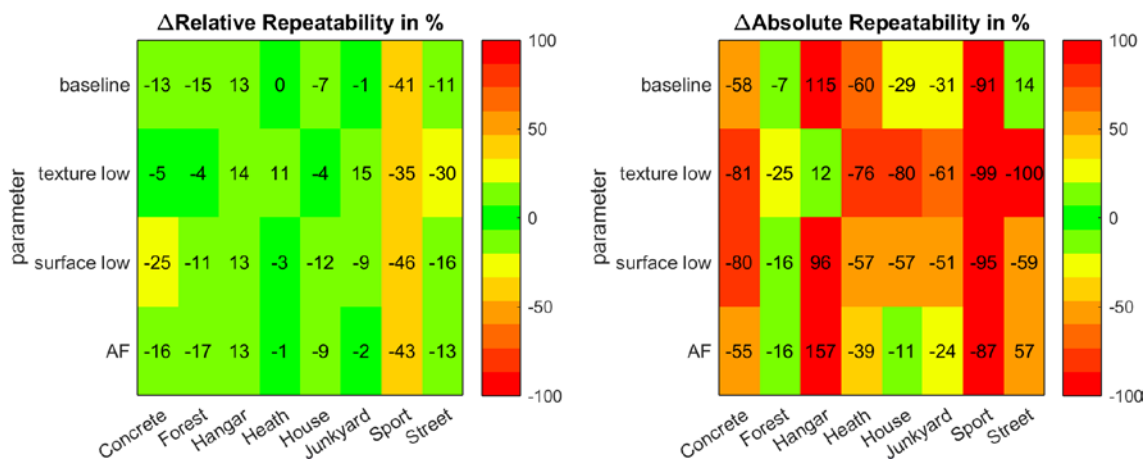 ΔRelative Repeatability in %
parameter
baseline -13 -15 13 0 -7 -1 -41 -11
texture low -5 -4 14 11 -4 15 -35 -30
surface low -25 -11 13 -3 -12 -9 -46 -16
AF -16 -17 13 -1 -9 -2 -43 -13
Concrete Forest Hangar Heath House Junkyard Sport Street
100
50
0
-50
-100
ΔAbsolute Repeatability in %
parameter
baseline -58 -7 115 -60 -29 -31 -91 14
texture low -81 -25 12 -76 -80 -61 -99 -100
surface low -80 -16 96 -57 -57 -51 -95 -59
AF -55 -16 157 -39 -11 -24 -87 57
Concrete Forest Hangar Heath House Junkyard Sport Street
100
50
0
-50
-100